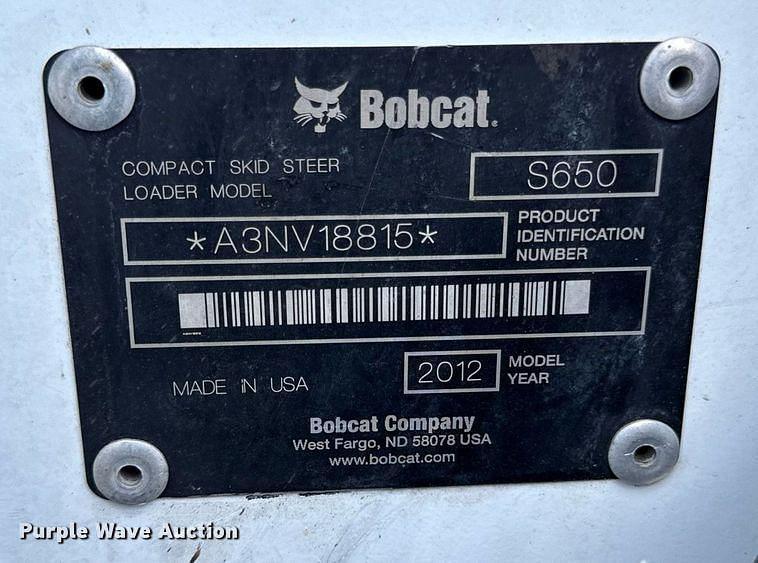 Bobcat.
COMPACT SKID STEER
LOADER MODEL
S650
*A3NV18815*
PRODUCT
IDENTIFICATION
NUMBER
MADE IN USA
2012
MODEL
YEAR
Bobcat Company
West Fargo, ND 58078 USA
www.bobcat.com
Purple Wave Auction